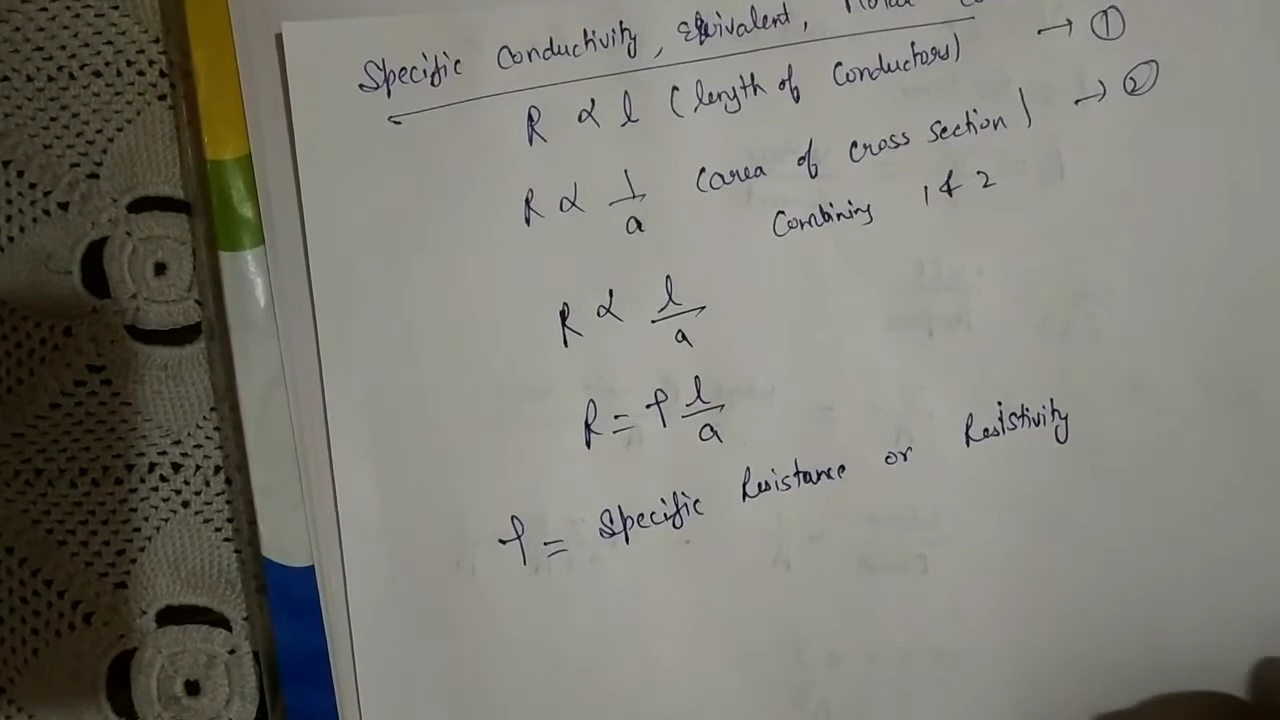 Specific Conductivity, Equivalent, Molar
R ∝ l (length of Conductors) → ①
R ∝ 1/a (area of cross section) → ②
Combining 1 & 2
R ∝ l/a
R = ρ l/a
ρ = Specific Resistance or Resistivity